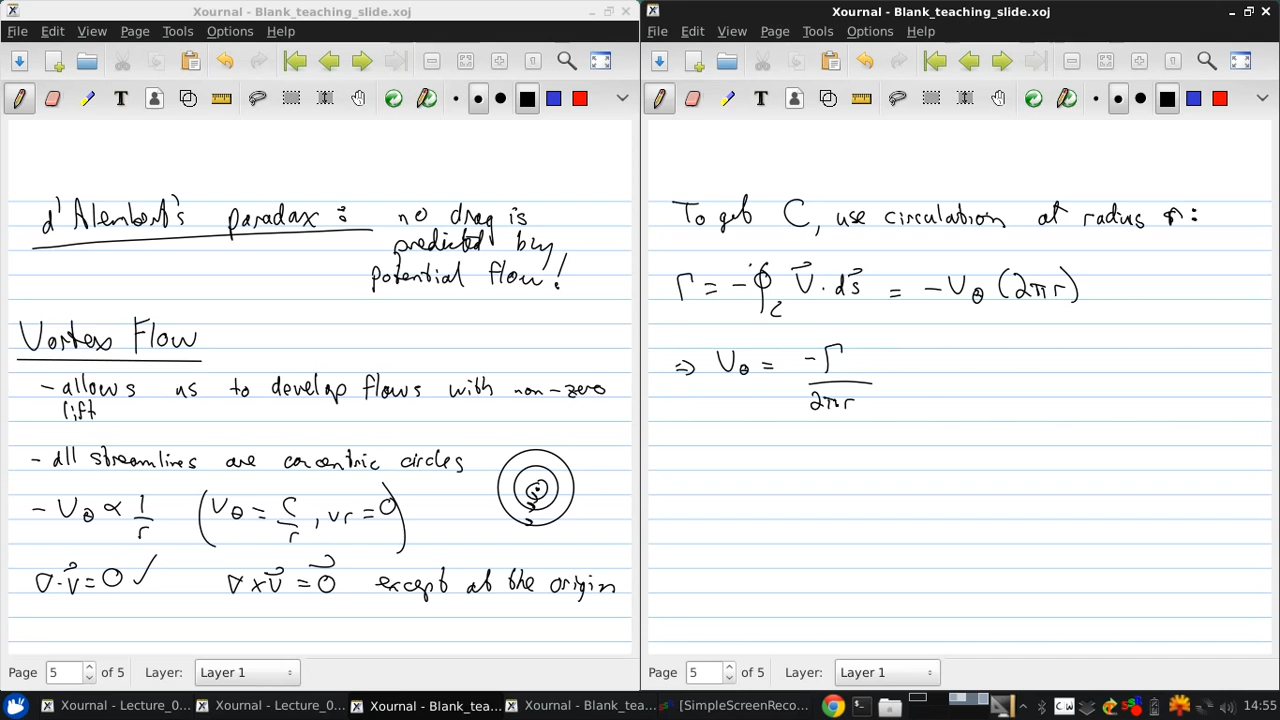 Xournal - Blank_teaching_slide.xoj
File Edit View Page Tools Options Help
d'Alembert's paradox : no drag is
predicted buy
potential flow!
Vortex Flow
- allows us to develop flows with non-zero
lift
- all streamlines are concentric circles
- Vθ ∝ 1/r (Vθ = C/r, vr = 0)
∇·V⃗ = 0 ✓ ∇×V⃗ = 0⃗ except at the origin
Page 5 of 5 Layer: Layer 1
Xournal - Blank_teaching_slide.xoj
File Edit View Page Tools Options Help
To get C, use circulation at radius r:
Γ = -∮c V⃗·ds⃗ = -Vθ (2πr)
⇒ Vθ = -Γ/2πr
Page 5 of 5 Layer: Layer 1
Xournal - Lecture_0... Xournal - Lecture_0... Xournal - Blank_tea... Xournal - Blank_tea... [SimpleScreenReco... 14:55